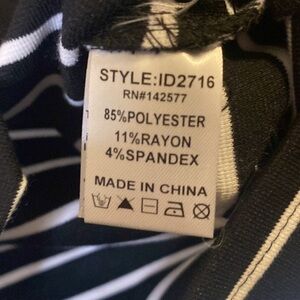 STYLE:ID2716
RN#142577
85%POLYESTER
11%RAYON
4%SPANDEX
MADE IN CHINA